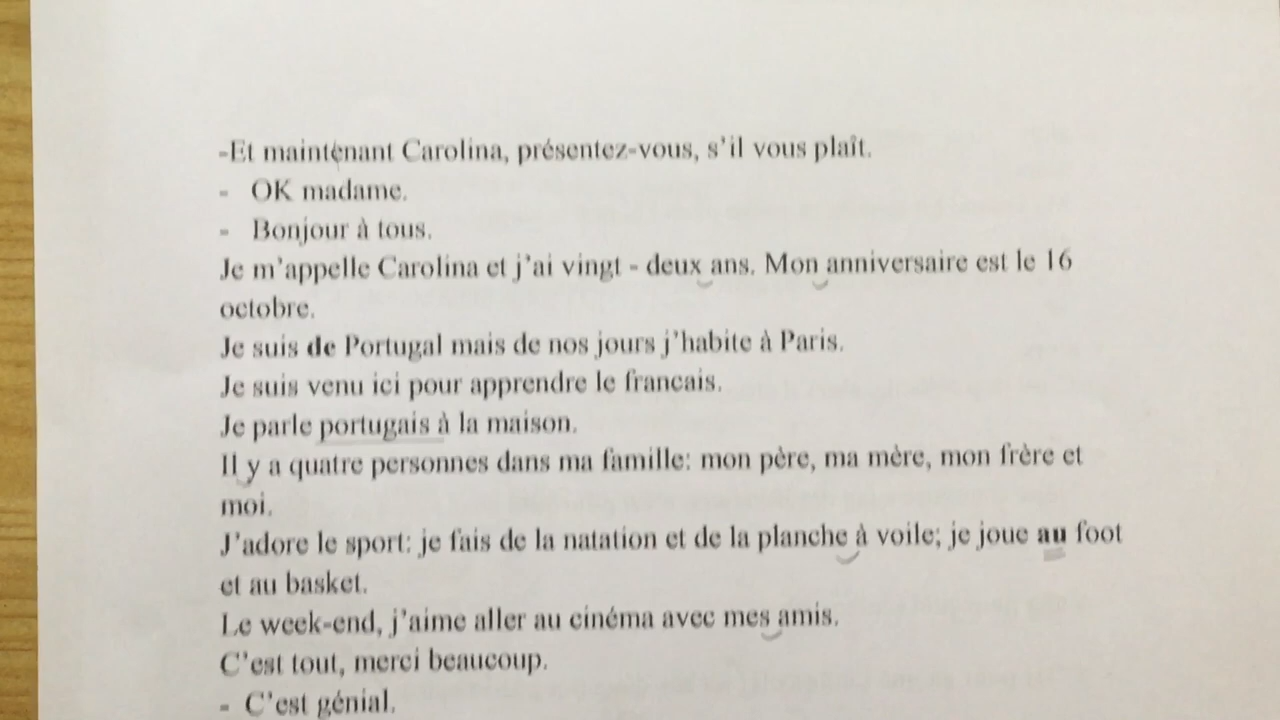 -Et maintenant Carolina, présentez-vous, s'il vous plaît.
- OK madame.
- Bonjour à tous.
Je m'appelle Carolina et j'ai vingt - deux ans. Mon anniversaire est le 16
octobre.
Je suis de Portugal mais de nos jours j'habite à Paris.
Je suis venu ici pour apprendre le francais.
Je parle portugais à la maison.
Il y a quatre personnes dans ma famille: mon père, ma mère, mon frère et
moi.
J'adore le sport: je fais de la natation et de la planche à voile; je joue au foot
et au basket.
Le week-end, j'aime aller au cinéma avec mes amis.
C'est tout, merci beaucoup.
- C'est génial.